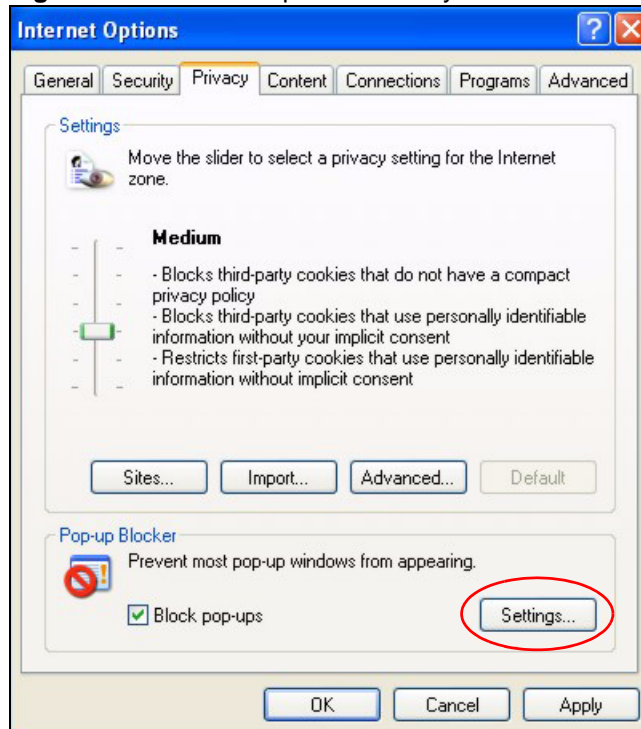 Internet Options
General Security Privacy Content Connections Programs Advanced
Settings
Move the slider to select a privacy setting for the Internet
zone.
Medium
- Blocks third-party cookies that do not have a compact
privacy policy
- Blocks third-party cookies that use personally identifiable
information without your implicit consent
- Restricts first-party cookies that use personally identifiable
information without implicit consent
Sites... Import... Advanced... Default
Pop-up Blocker
Prevent most pop-up windows from appearing.
Block pop-ups Settings...
OK Cancel Apply